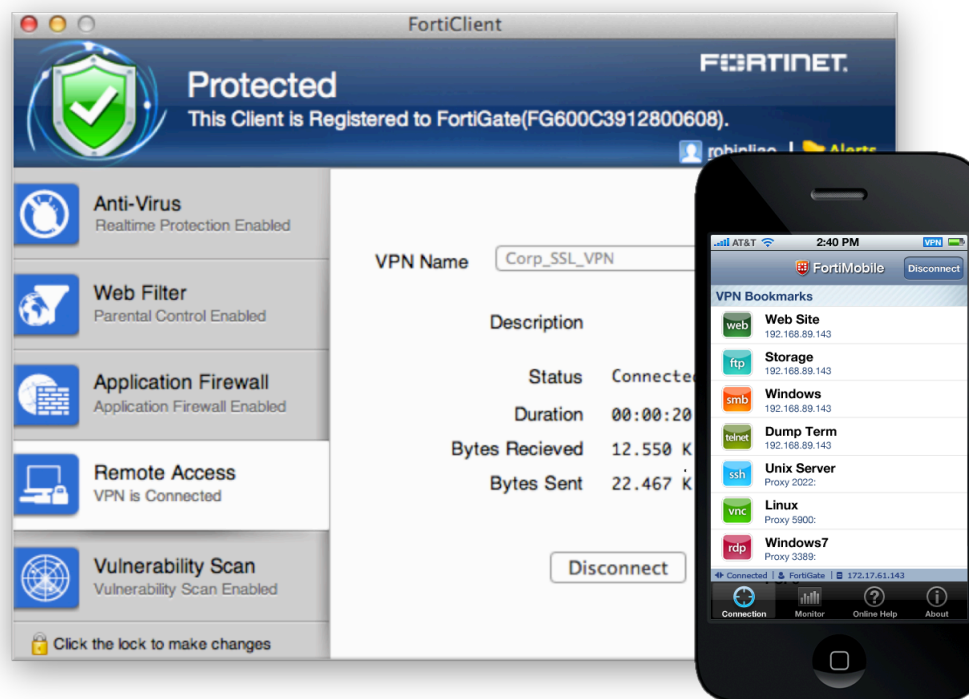 FortiClient
FORTINET.
Protected
This Client is Registered to FortiGate(FG600C3912800608).
robinliao | Alerts
Anti-Virus
Realtime Protection Enabled
Web Filter
Parental Control Enabled
Application Firewall
Application Firewall Enabled
Remote Access
VPN is Connected
Vulnerability Scan
Vulnerability Scan Enabled
Click the lock to make changes
VPN Name Corp_SSL_VPN
Description
Status Connected
Duration 00:00:20
Bytes Recieved 12.550 K
Bytes Sent 22.467 K
Disconnect
AT&T 2:40 PM VPN
FortiMobile Disconnect
VPN Bookmarks
web Web Site
192.168.89.143
ftp Storage
192.168.89.143
smb Windows
192.168.89.143
telnet Dump Term
192.168.89.143
ssh Unix Server
Proxy 2022:
vnc Linux
Proxy 5900:
rdp Windows7
Proxy 3389:
Connected | FortiGate | 172.17.61.143
Connection Monitor Online Help About